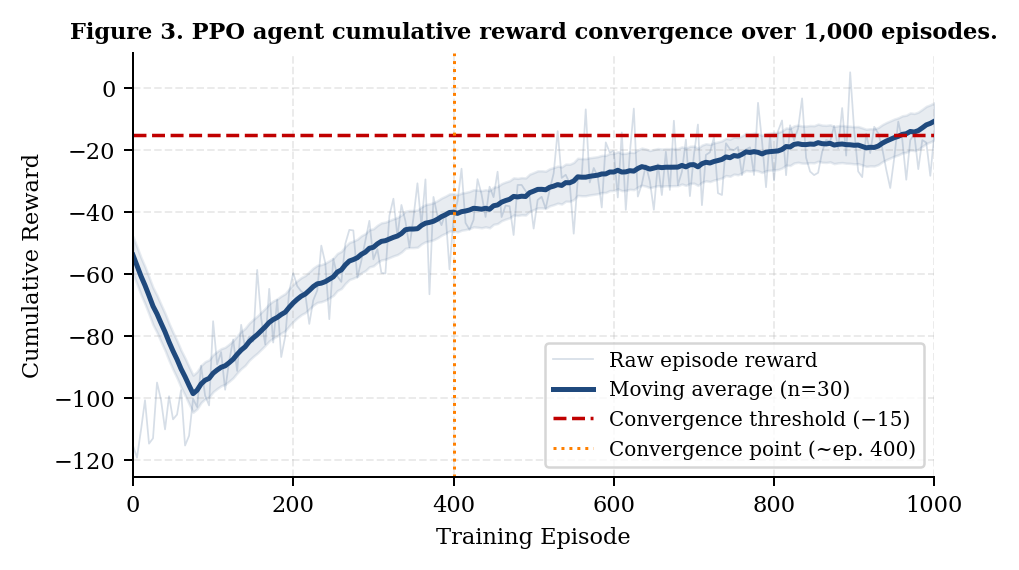 Figure 3. PPO agent cumulative reward convergence over 1,000 episodes.
Cumulative Reward
0
−20
−40
−60
−80
−100
−120
Raw episode reward
Moving average (n=30)
Convergence threshold (−15)
Convergence point (~ep. 400)
0 200 400 600 800 1000
Training Episode